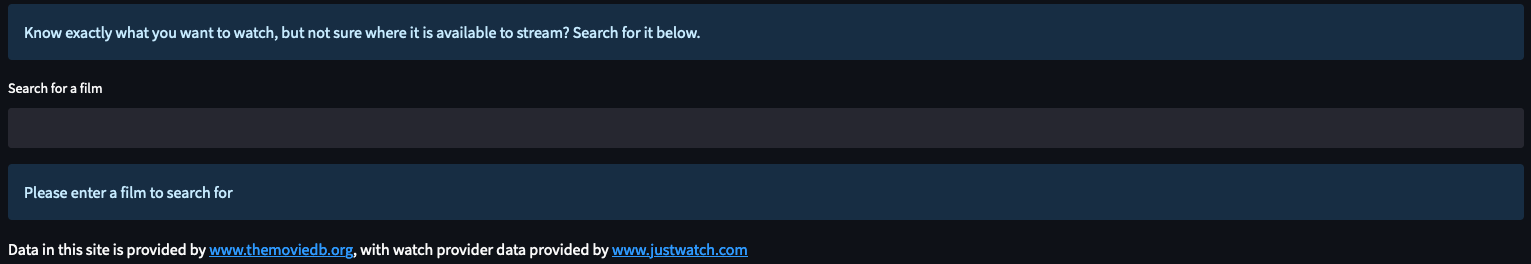 Know exactly what you want to watch, but not sure where it is available to stream? Search for it below.
Search for a film
Please enter a film to search for
Data in this site is provided by www.themoviedb.org, with watch provider data provided by www.justwatch.com